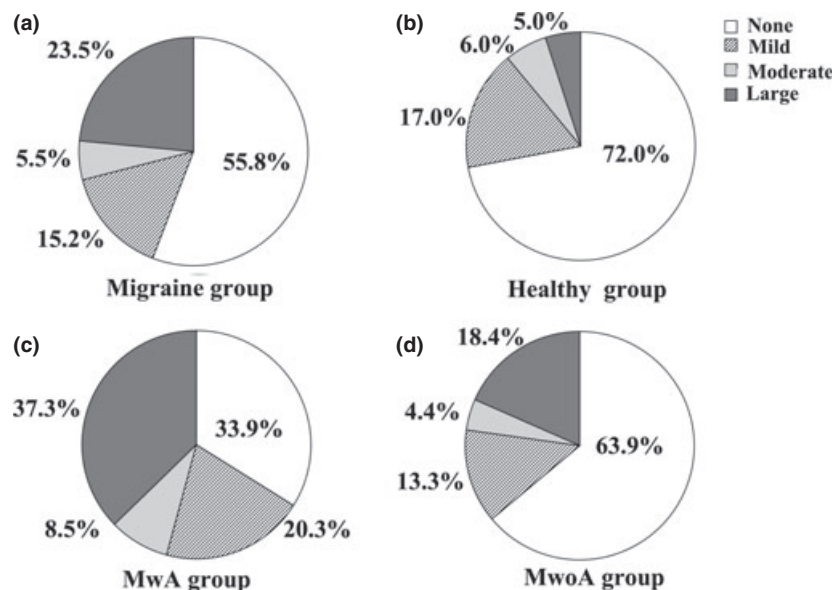 (a)
23.5%
5.5%
55.8%
15.2%
Migraine group
(b)
5.0%
6.0%
17.0%
72.0%
Healthy group
None
Mild
Moderate
Large
(c)
37.3%
33.9%
8.5%
20.3%
MwA group
(d)
18.4%
4.4%
63.9%
13.3%
MwoA group